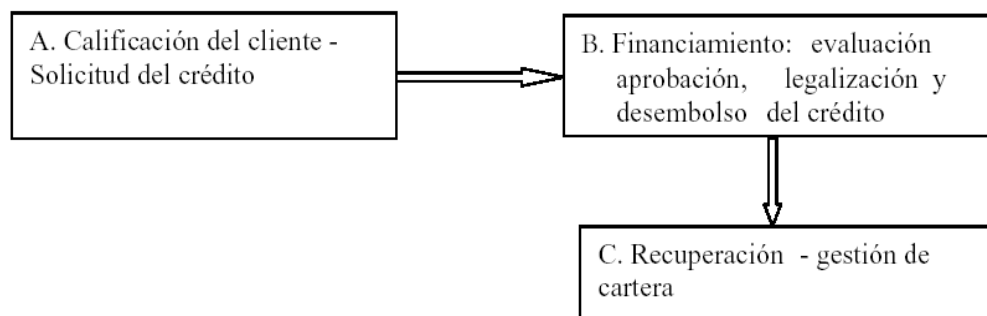 A. Calificación del cliente -
Solicitud del crédito
B. Financiamiento: evaluación
aprobación, legalización y
desembolso del crédito
C. Recuperación - gestión de
cartera